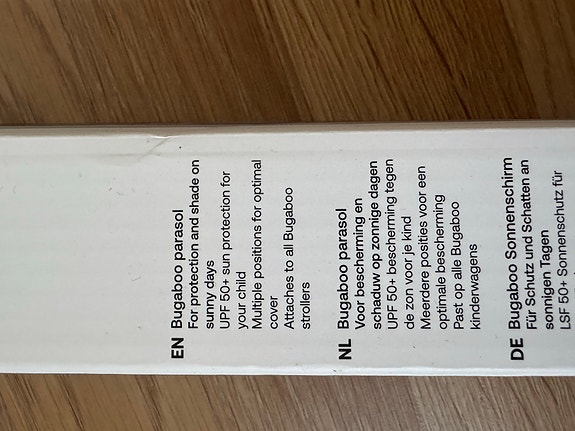 EN Bugaboo parasol
For protection and shade on
sunny days
UPF 50+ sun protection for
your child
Multiple positions for optimal
cover
Attaches to all Bugaboo
strollers
NL Bugaboo parasol
Voor bescherming en
schaduw op zonnige dagen
UPF 50+ bescherming tegen
de zon voor je kind
Meerdere posities voor een
optimale bescherming
Past op alle Bugaboo
kinderwagens
DE Bugaboo Sonnenschirm
Für Schutz und Schatten an
sonnigen Tagen
LSF 50+ Sonnenschutz für